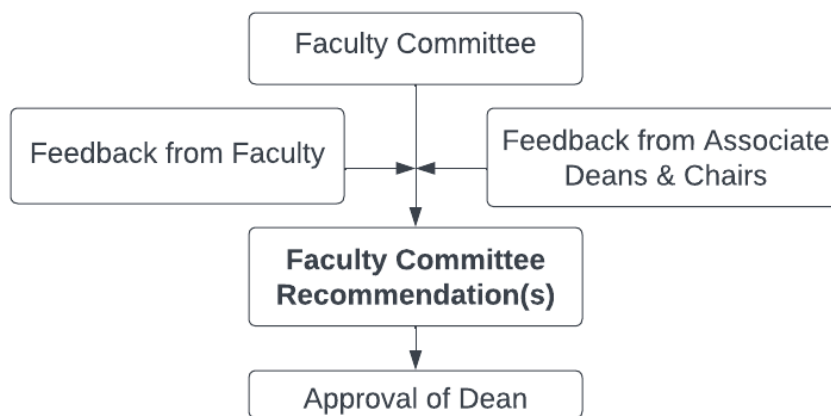 Faculty Committee
Feedback from Faculty
Feedback from Associate
Deans & Chairs
Faculty Committee
Recommendation(s)
Approval of Dean